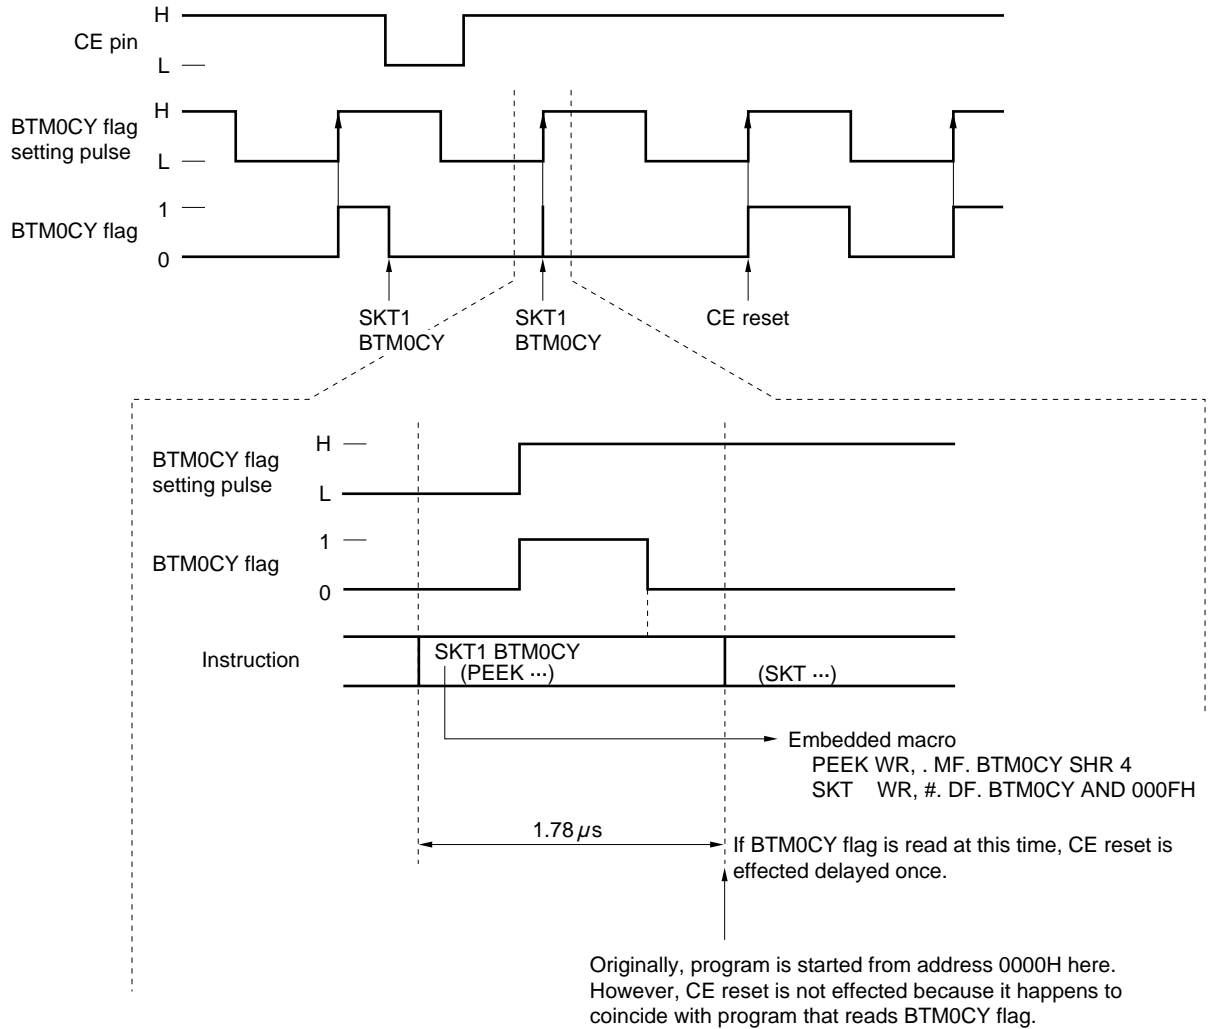 H
CE pin
L
H
BTM0CY flag
setting pulse
L
1
BTM0CY flag
0
SKT1
BTM0CY
SKT1
BTM0CY
CE reset
H
BTM0CY flag
setting pulse
L
1
BTM0CY flag
0
Instruction
SKT1 BTM0CY
(PEEK ···)
(SKT ···)
Embedded macro
PEEK WR, . MF. BTM0CY SHR 4
SKT WR, #. DF. BTM0CY AND 000FH
1.78 µs
If BTM0CY flag is read at this time, CE reset is
effected delayed once.
Originally, program is started from address 0000H here.
However, CE reset is not effected because it happens to
coincide with program that reads BTM0CY flag.